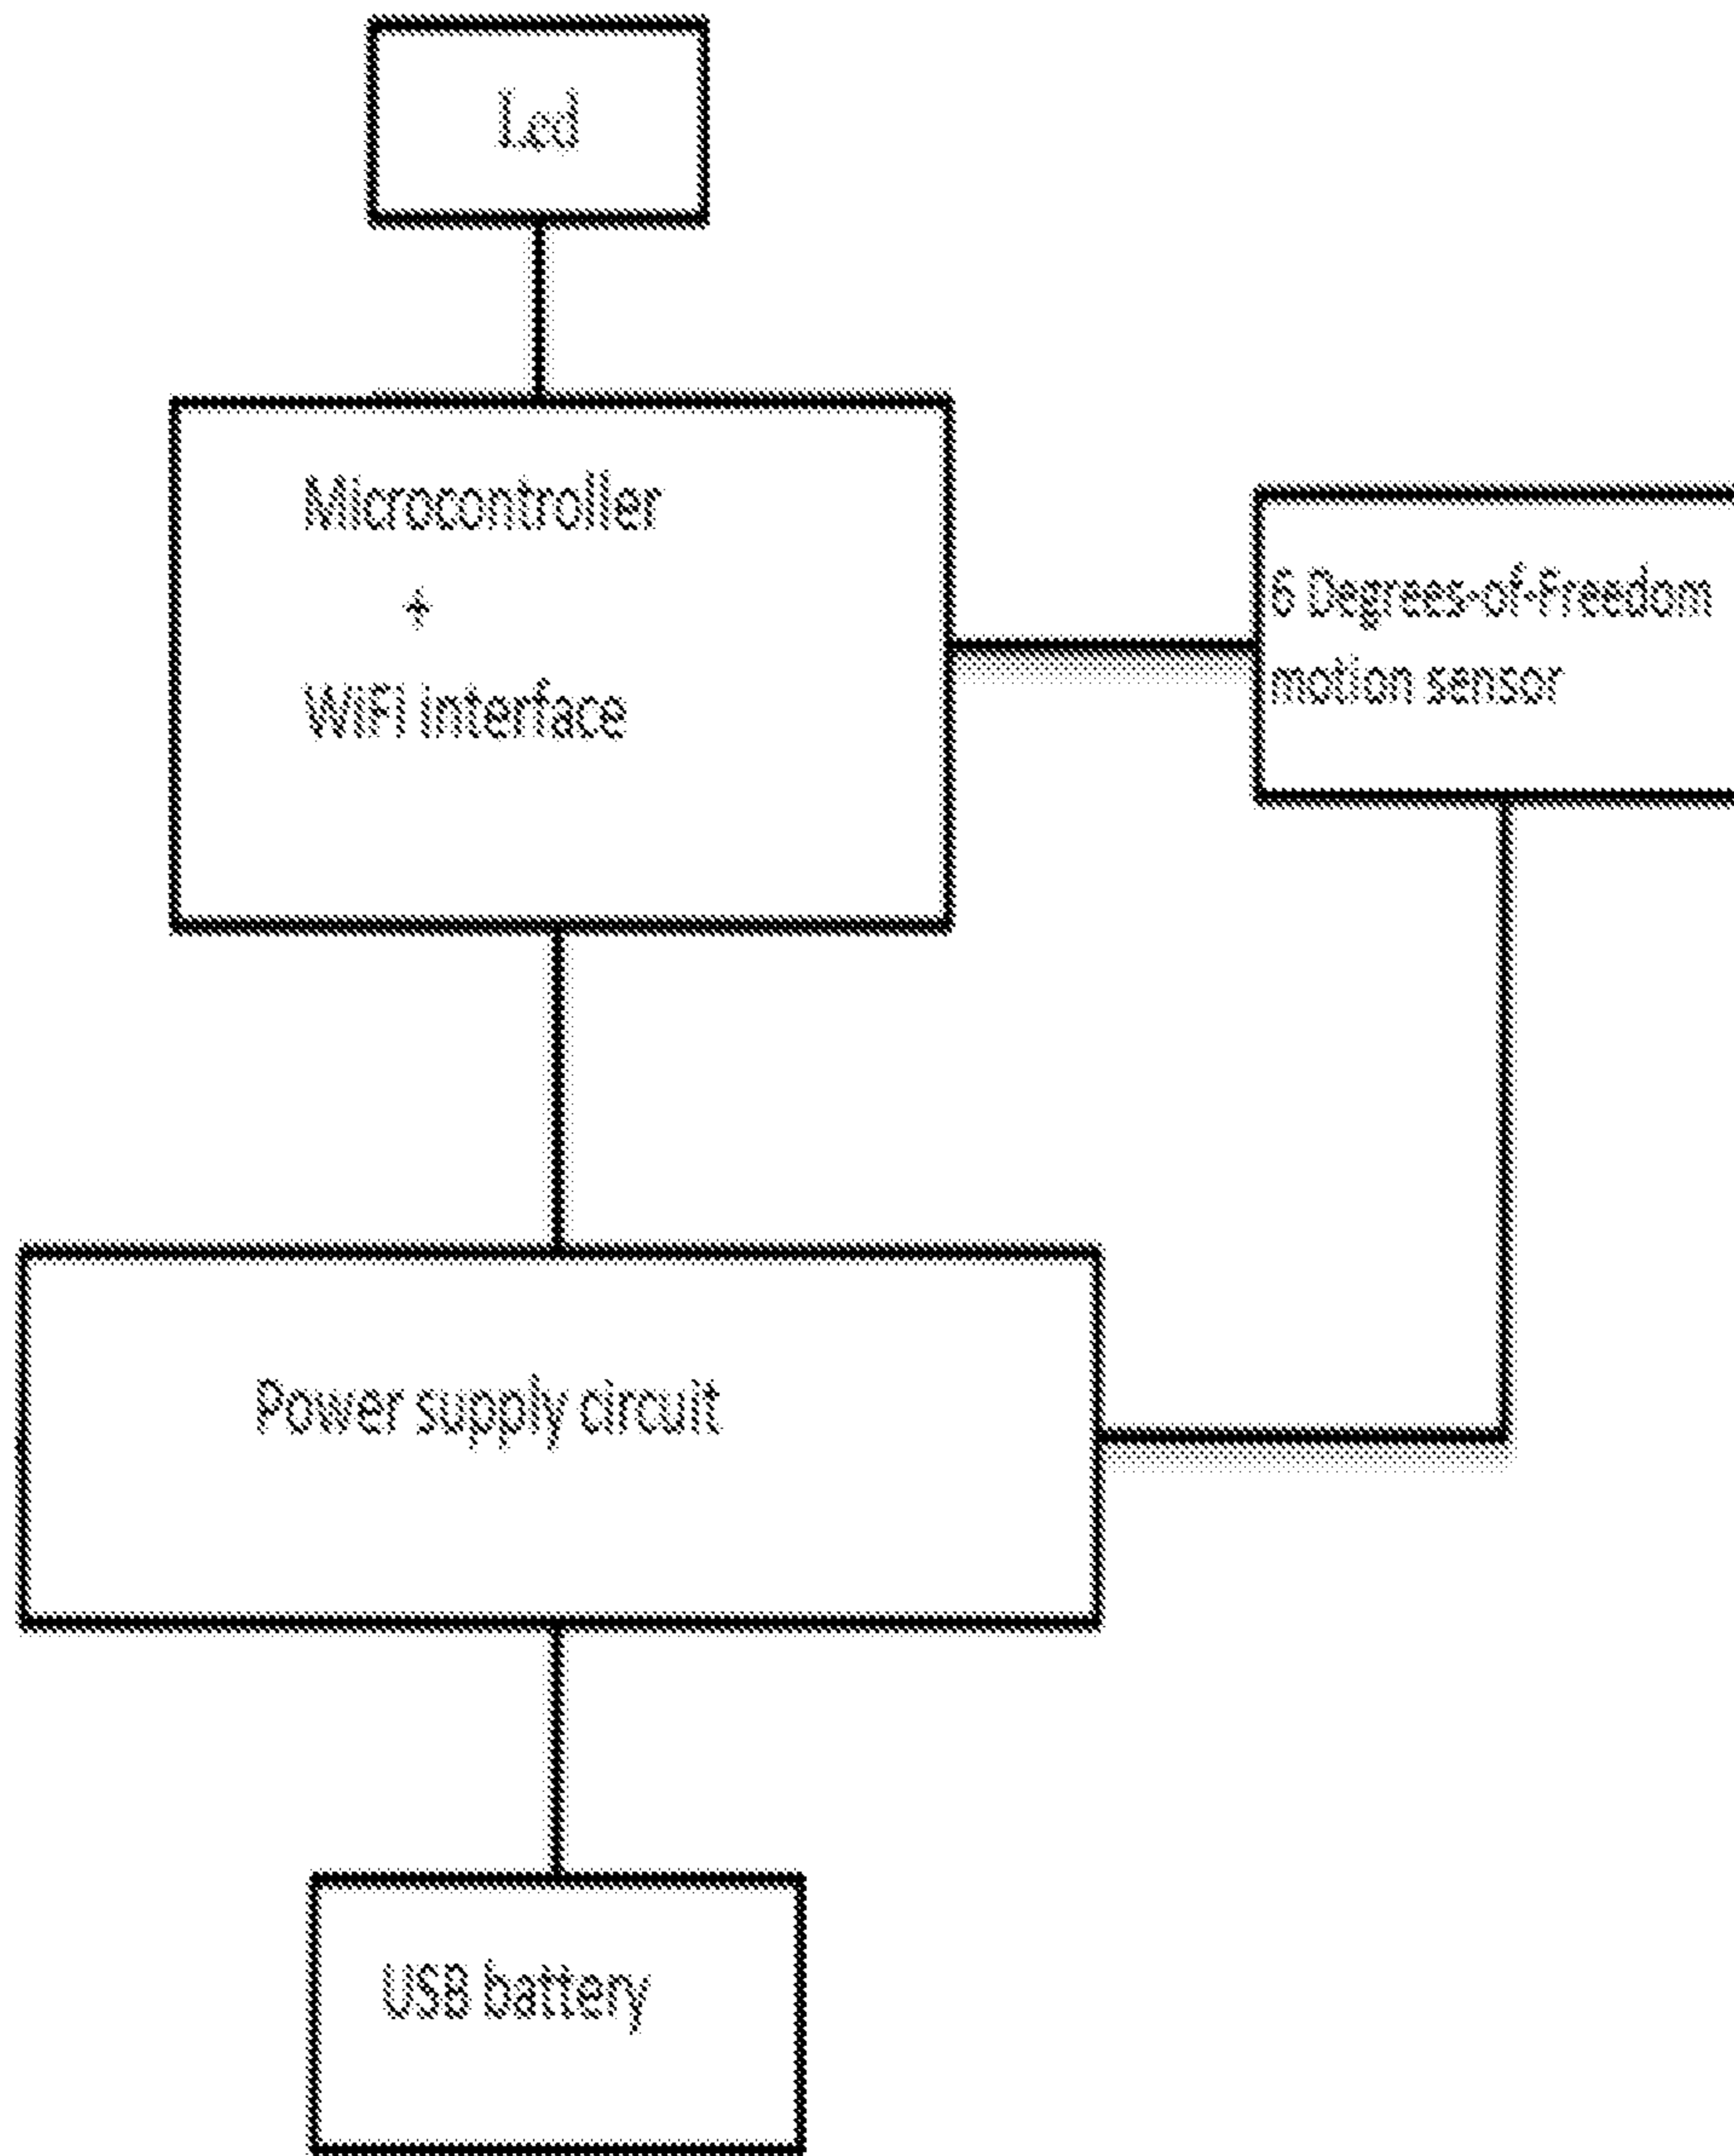 Led
Microcontroller
+
WiFi interface
6 Degrees-of-Freedom
motion sensor
Power supply circuit
USB battery